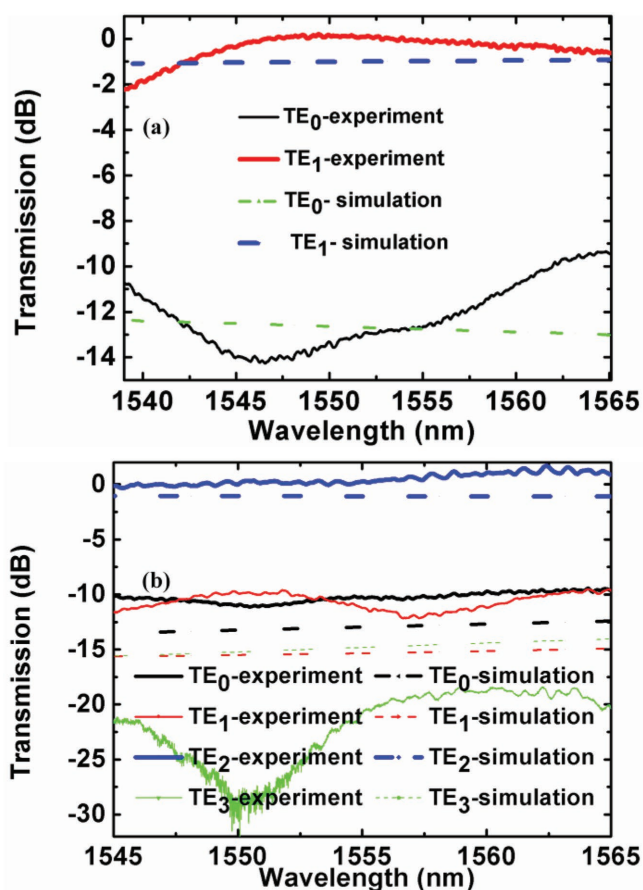 0
-2
-4
-6
-8
-10
-12
-14
Transmission (dB)
(a)
TE0-experiment
TE1-experiment
TE0- simulation
TE1- simulation
1540 1545 1550 1555 1560 1565
Wavelength (nm)
0
-5
-10
-15
-20
-25
-30
Transmission (dB)
(b)
TE0-experiment TE0-simulation
TE1-experiment TE1-simulation
TE2-experiment TE2-simulation
TE3-experiment TE3-simulation
1545 1550 1555 1560 1565
Wavelength (nm)